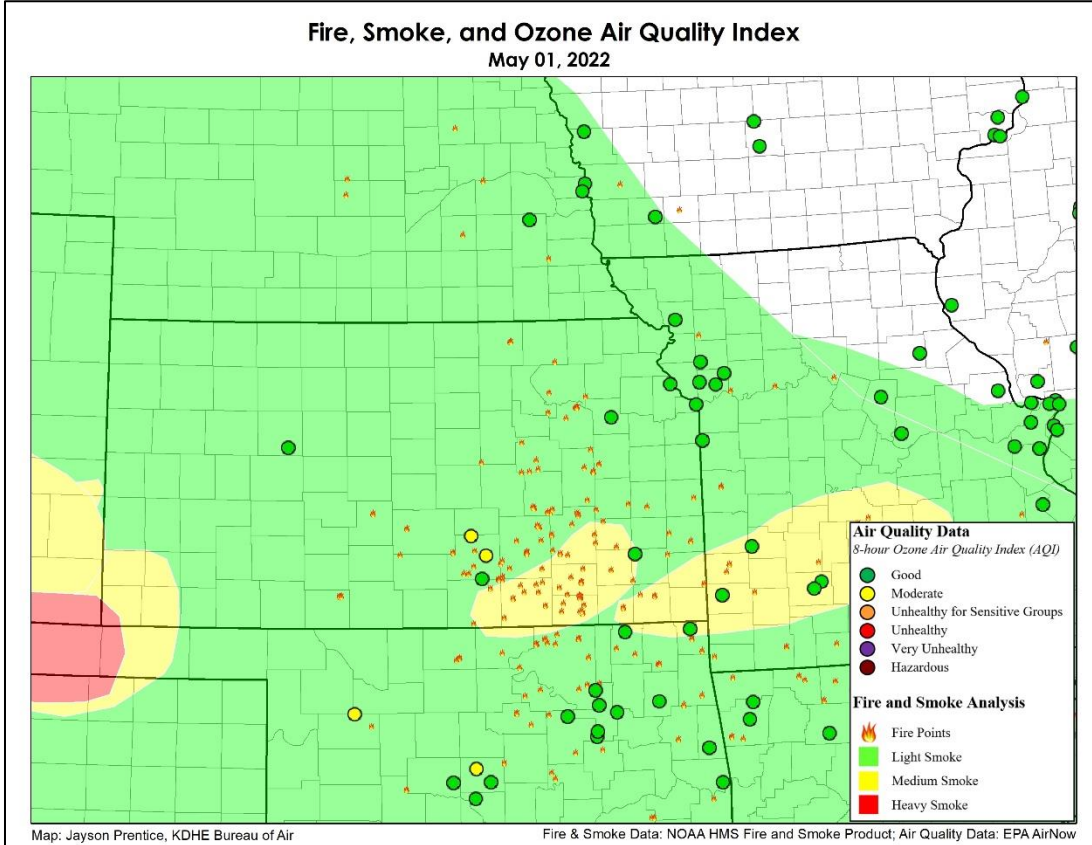 Fire, Smoke, and Ozone Air Quality Index
May 01, 2022
Air Quality Data
8-hour Ozone Air Quality Index (AQI)
Good
Moderate
Unhealthy for Sensitive Groups
Unhealthy
Very Unhealthy
Hazardous
Fire and Smoke Analysis
Fire Points
Light Smoke
Medium Smoke
Heavy Smoke
Map: Jayson Prentice, KDHE Bureau of Air
Fire & Smoke Data: NOAA HMS Fire and Smoke Product; Air Quality Data: EPA AirNow